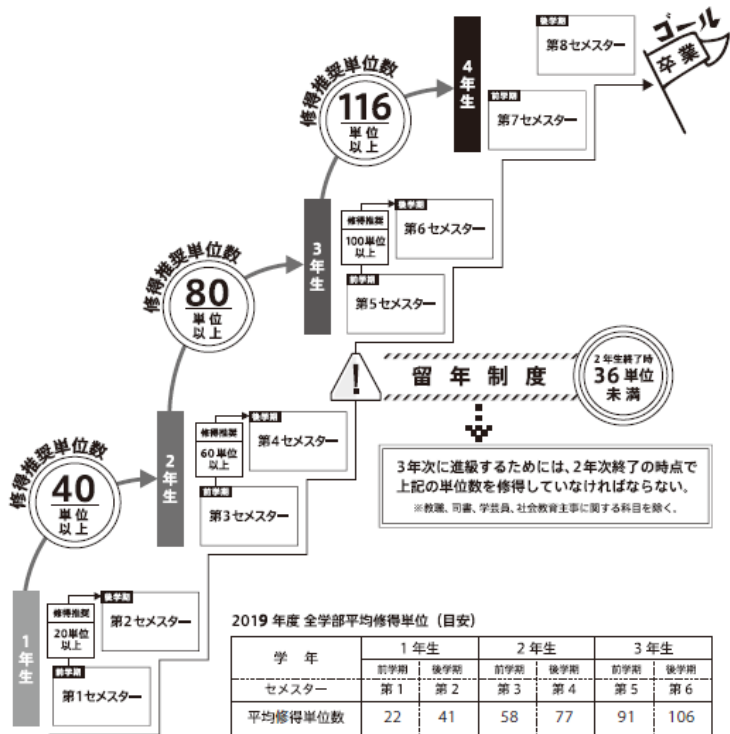 ゴール
卒業
後学期
第8セメスター
4年生
前学期
第7セメスター
修得推奨単位数
116
単位
以上
3年生
後学期
第6セメスター
修得推奨
100単位
以上
前学期
第5セメスター
修得推奨単位数
80
単位
以上
!
留年制度
2年生終了時
36単位
未満
3年次に進級するためには、2年次終了の時点で
上記の単位数を修得していなければならない。
※教職、司書、学芸員、社会教育主事に関する科目を除く。
2年生
後学期
第4セメスター
修得推奨
60単位
以上
前学期
第3セメスター
修得推奨単位数
40
単位
以上
1年生
後学期
第2セメスター
修得推奨
20単位
以上
前学期
第1セメスター
2019年度 全学部平均修得単位（目安）
学年 1年生 2年生 3年生
前学期 後学期 前学期 後学期 前学期 後学期
セメスター 第1 第2 第3 第4 第5 第6
平均修得単位数 22 41 58 77 91 106